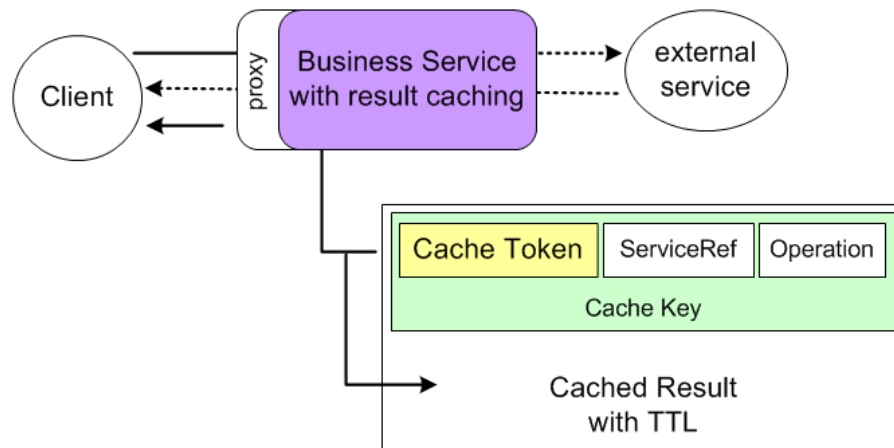 Client
proxy
Business Service
with result caching
external
service
Cache Token
ServiceRef
Operation
Cache Key
Cached Result
with TTL